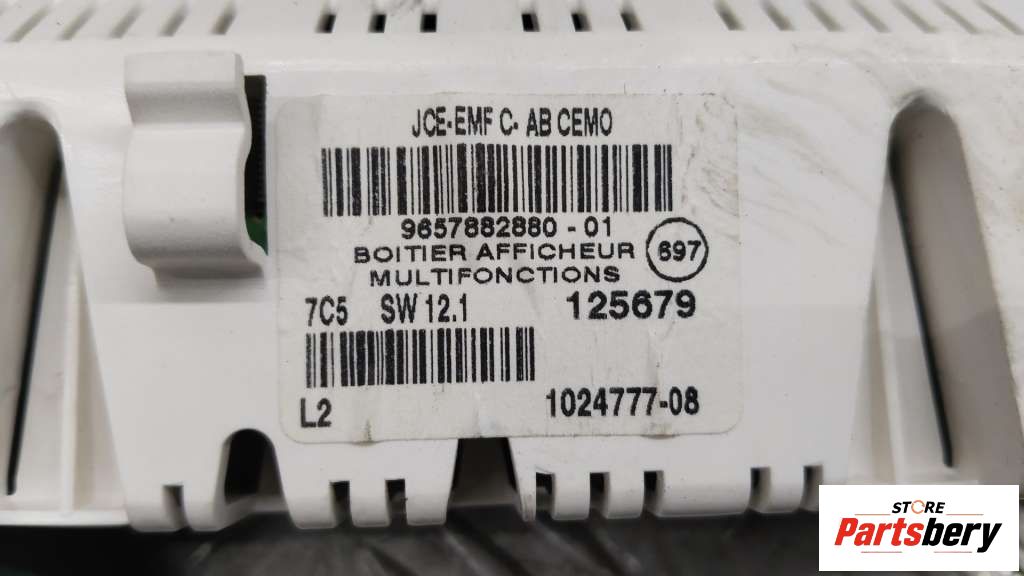 JCE-EMF C- AB CEMO
9657882880 - 01
BOITIER AFFICHEUR
MULTIFONCTIONS
697
7C5 SW 12.1 125679
L2 1024777-08
STORE
Partsbery